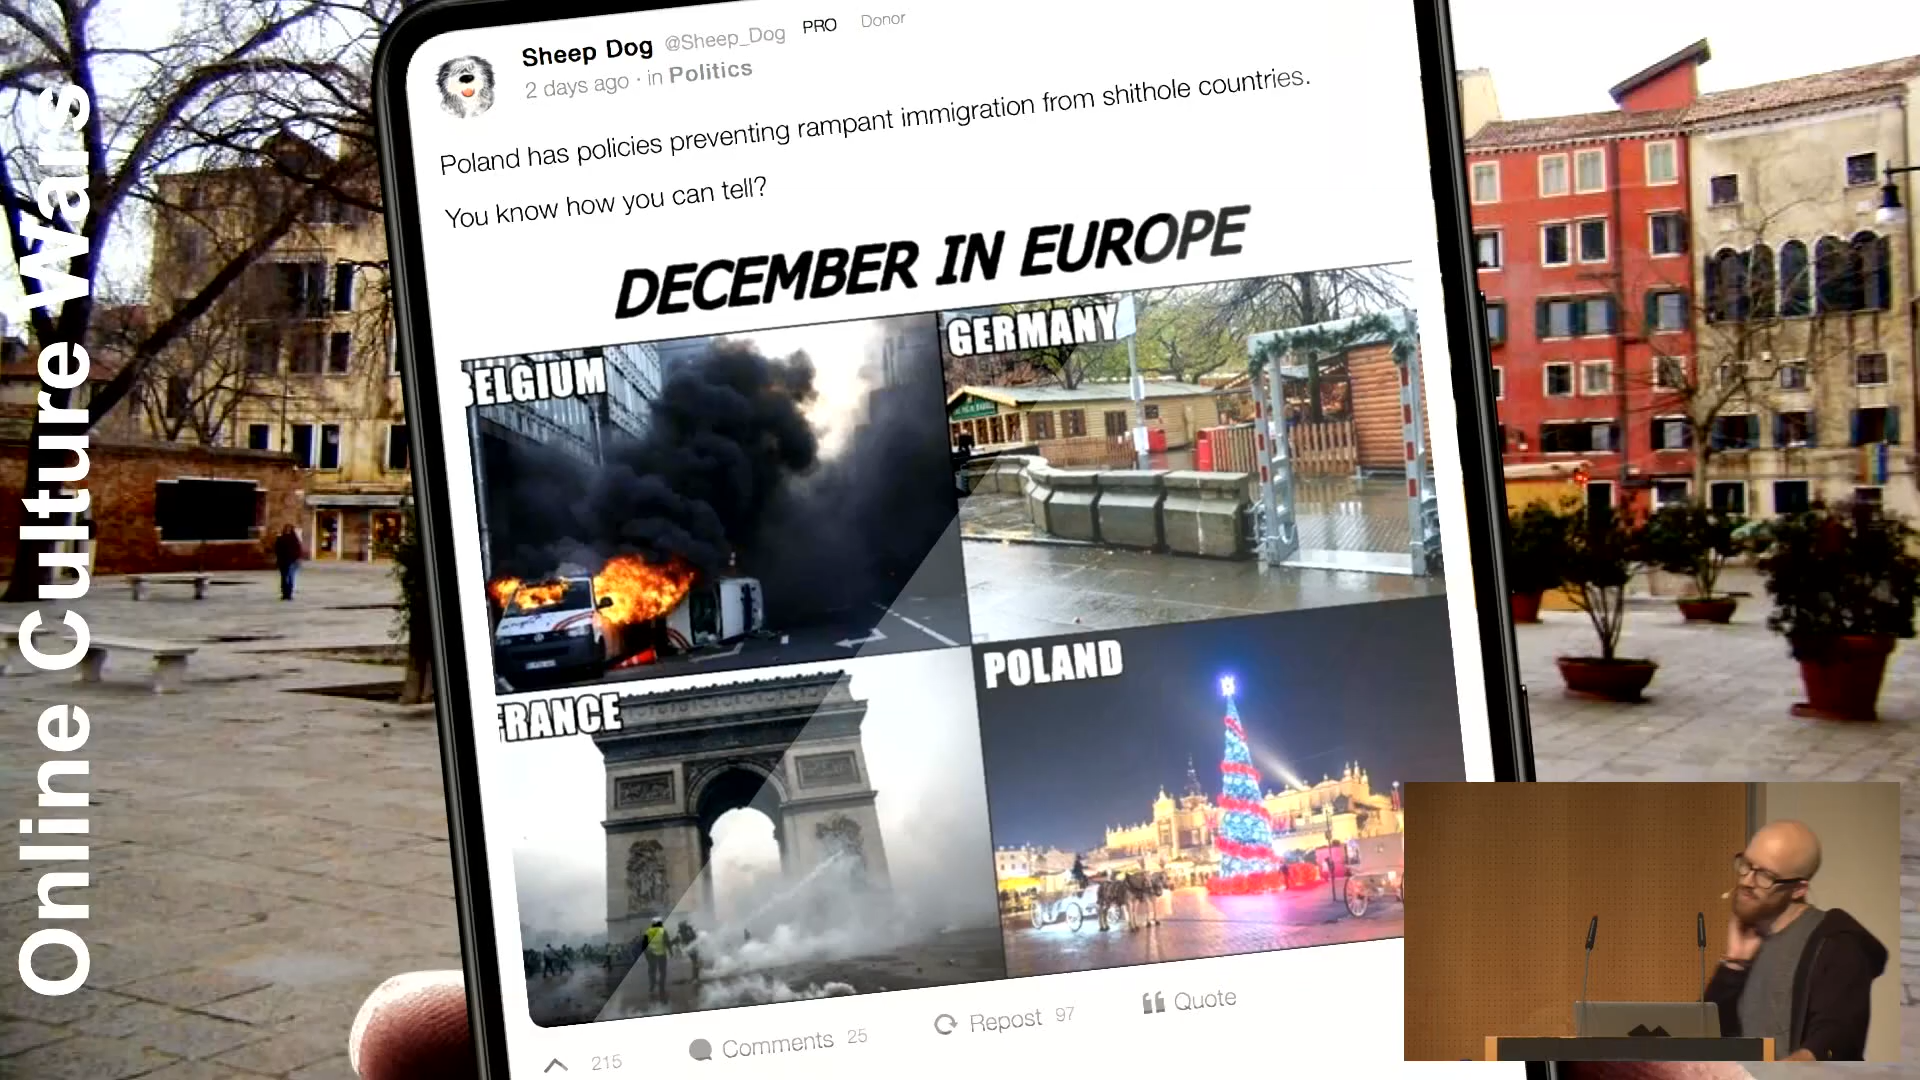 Online Culture Wars
Sheep Dog @Sheep_Dog PRO Donor
2 days ago · in Politics
Poland has policies preventing rampant immigration from shithole countries.
You know how you can tell?
DECEMBER IN EUROPE
BELGIUM
GERMANY
FRANCE
POLAND
215
Comments 25
Repost 97
Quote